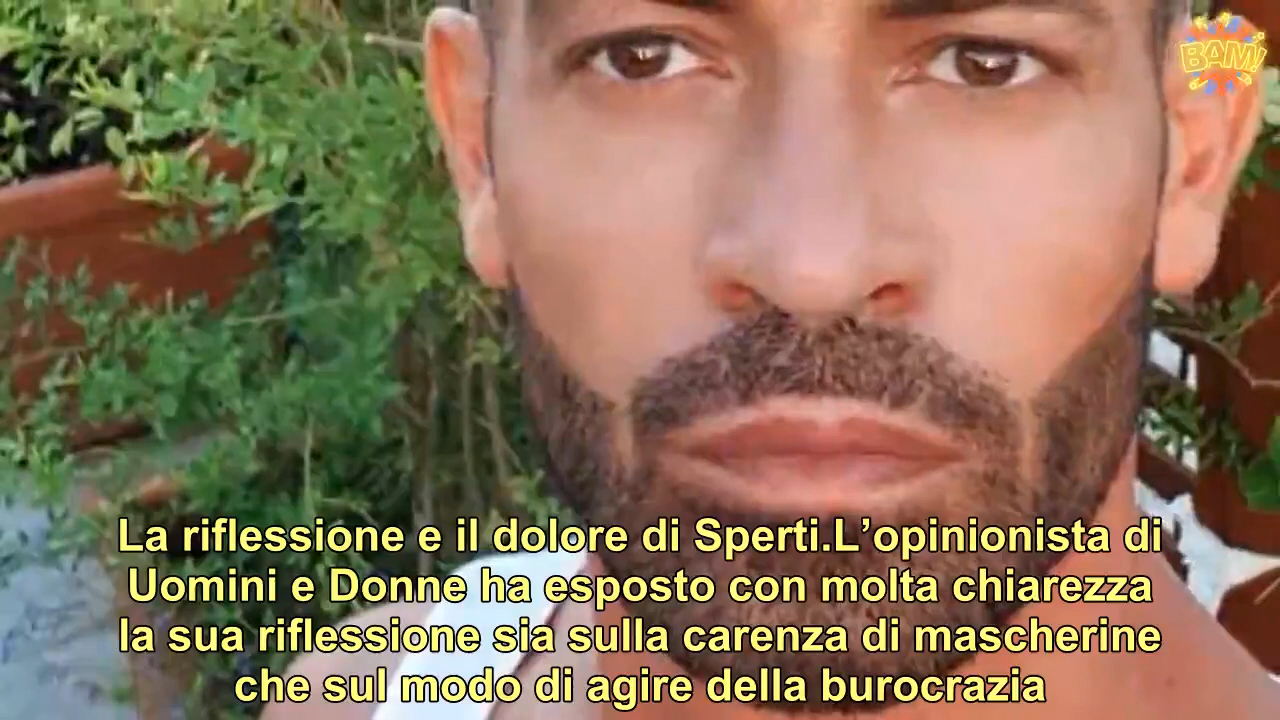 BAM!
La riflessione e il dolore di Sperti.L’opinionista di
Uomini e Donne ha esposto con molta chiarezza
la sua riflessione sia sulla carenza di mascherine
che sul modo di agire della burocrazia